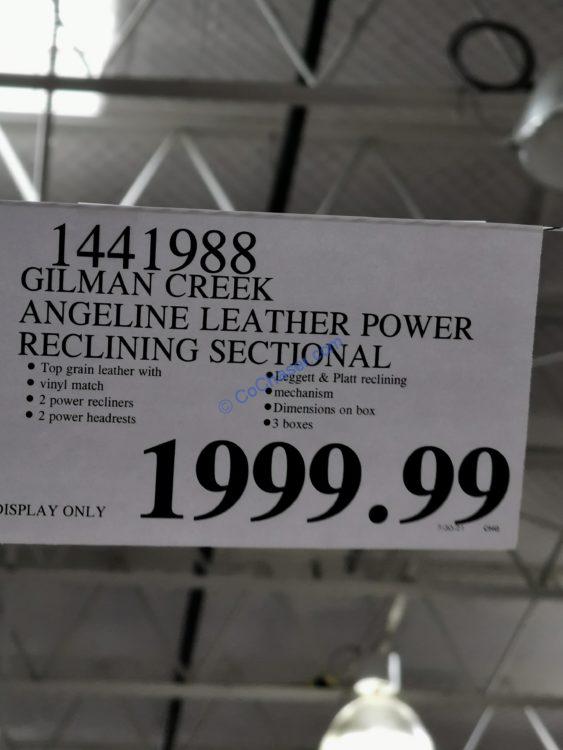 1441988
GILMAN CREEK
ANGELINE LEATHER POWER
RECLINING SECTIONAL
• Top grain leather with
• vinyl match
• 2 power recliners
• 2 power headrests
• Leggett & Platt reclining
• mechanism
• Dimensions on box
• 3 boxes
© CoChaser.com
1999.99
DISPLAY ONLY